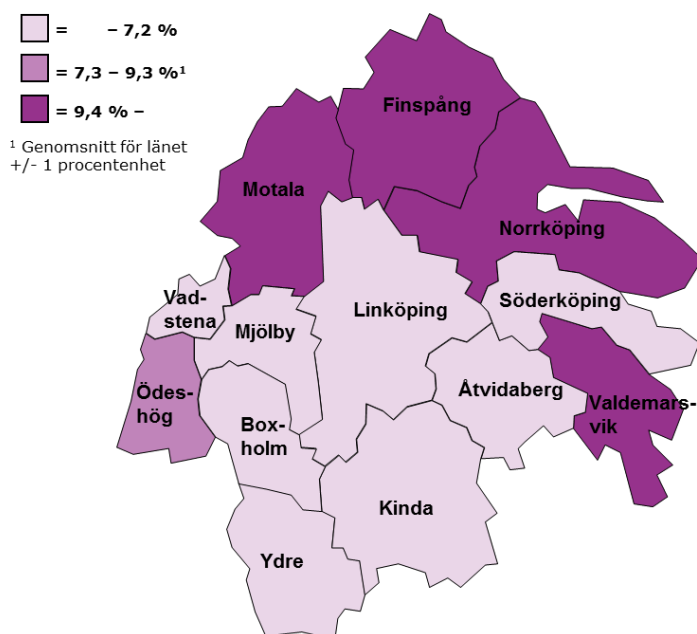 = – 7,2 %
= 7,3 – 9,3 %¹
= 9,4 % –
¹ Genomsnitt för länet
+/- 1 procentenhet
Finspång
Motala
Norrköping
Vad-
stena
Mjölby
Linköping
Söderköping
Ödes-
hög
Box-
holm
Åtvidaberg
Valdemars-
vik
Kinda
Ydre